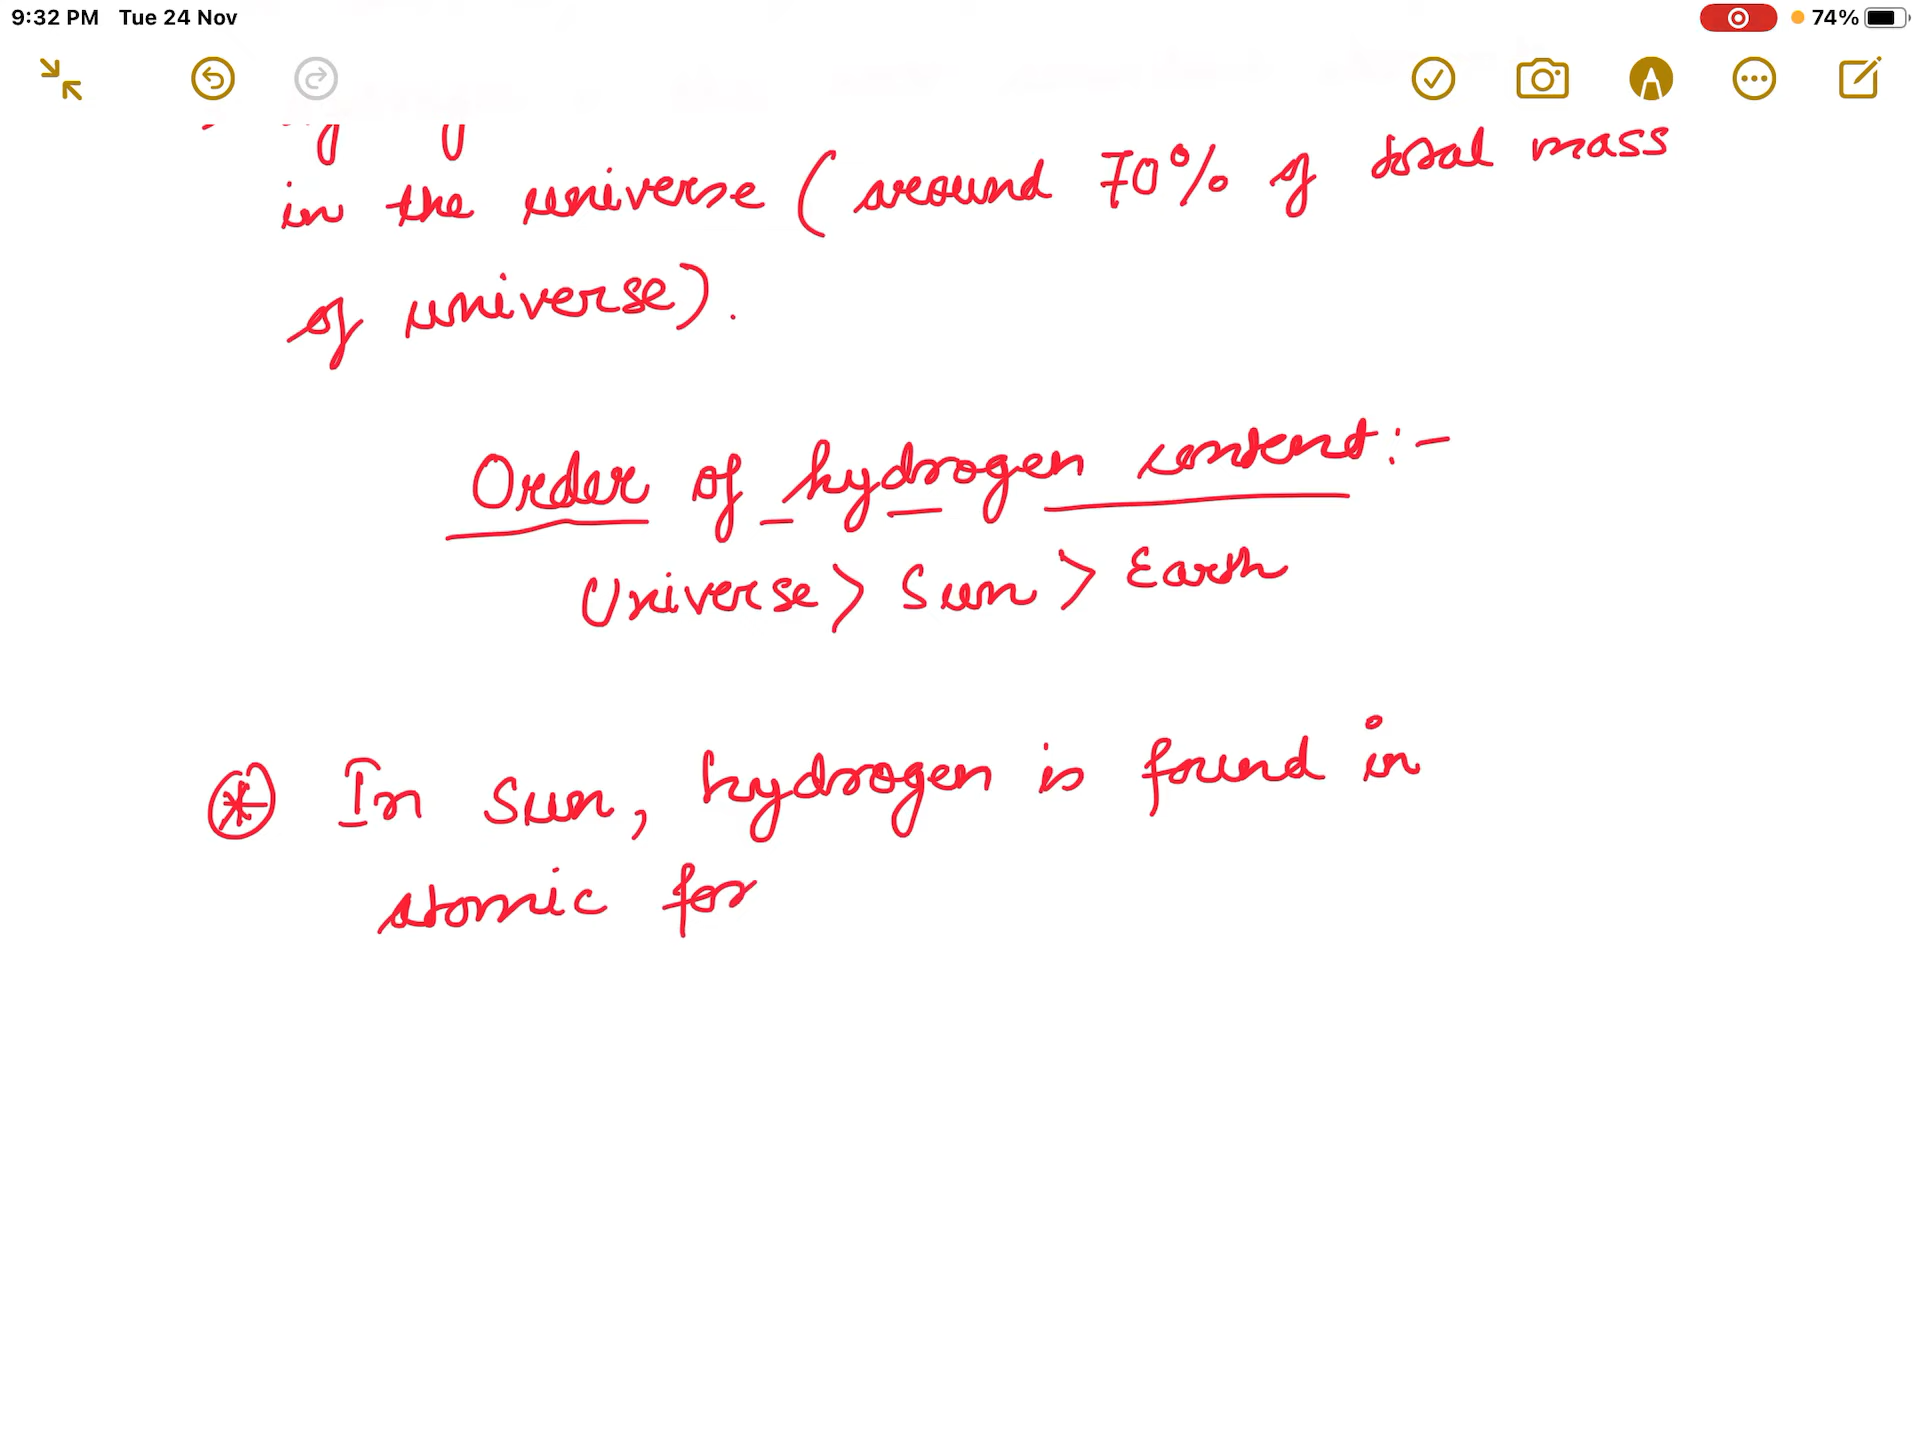 9:32 PM Tue 24 Nov
74%
in the universe ( around 70% of total mass
of universe).
Order of hydrogen content:-
Universe > Sun > Earth
* In Sun, hydrogen is found in
atomic for